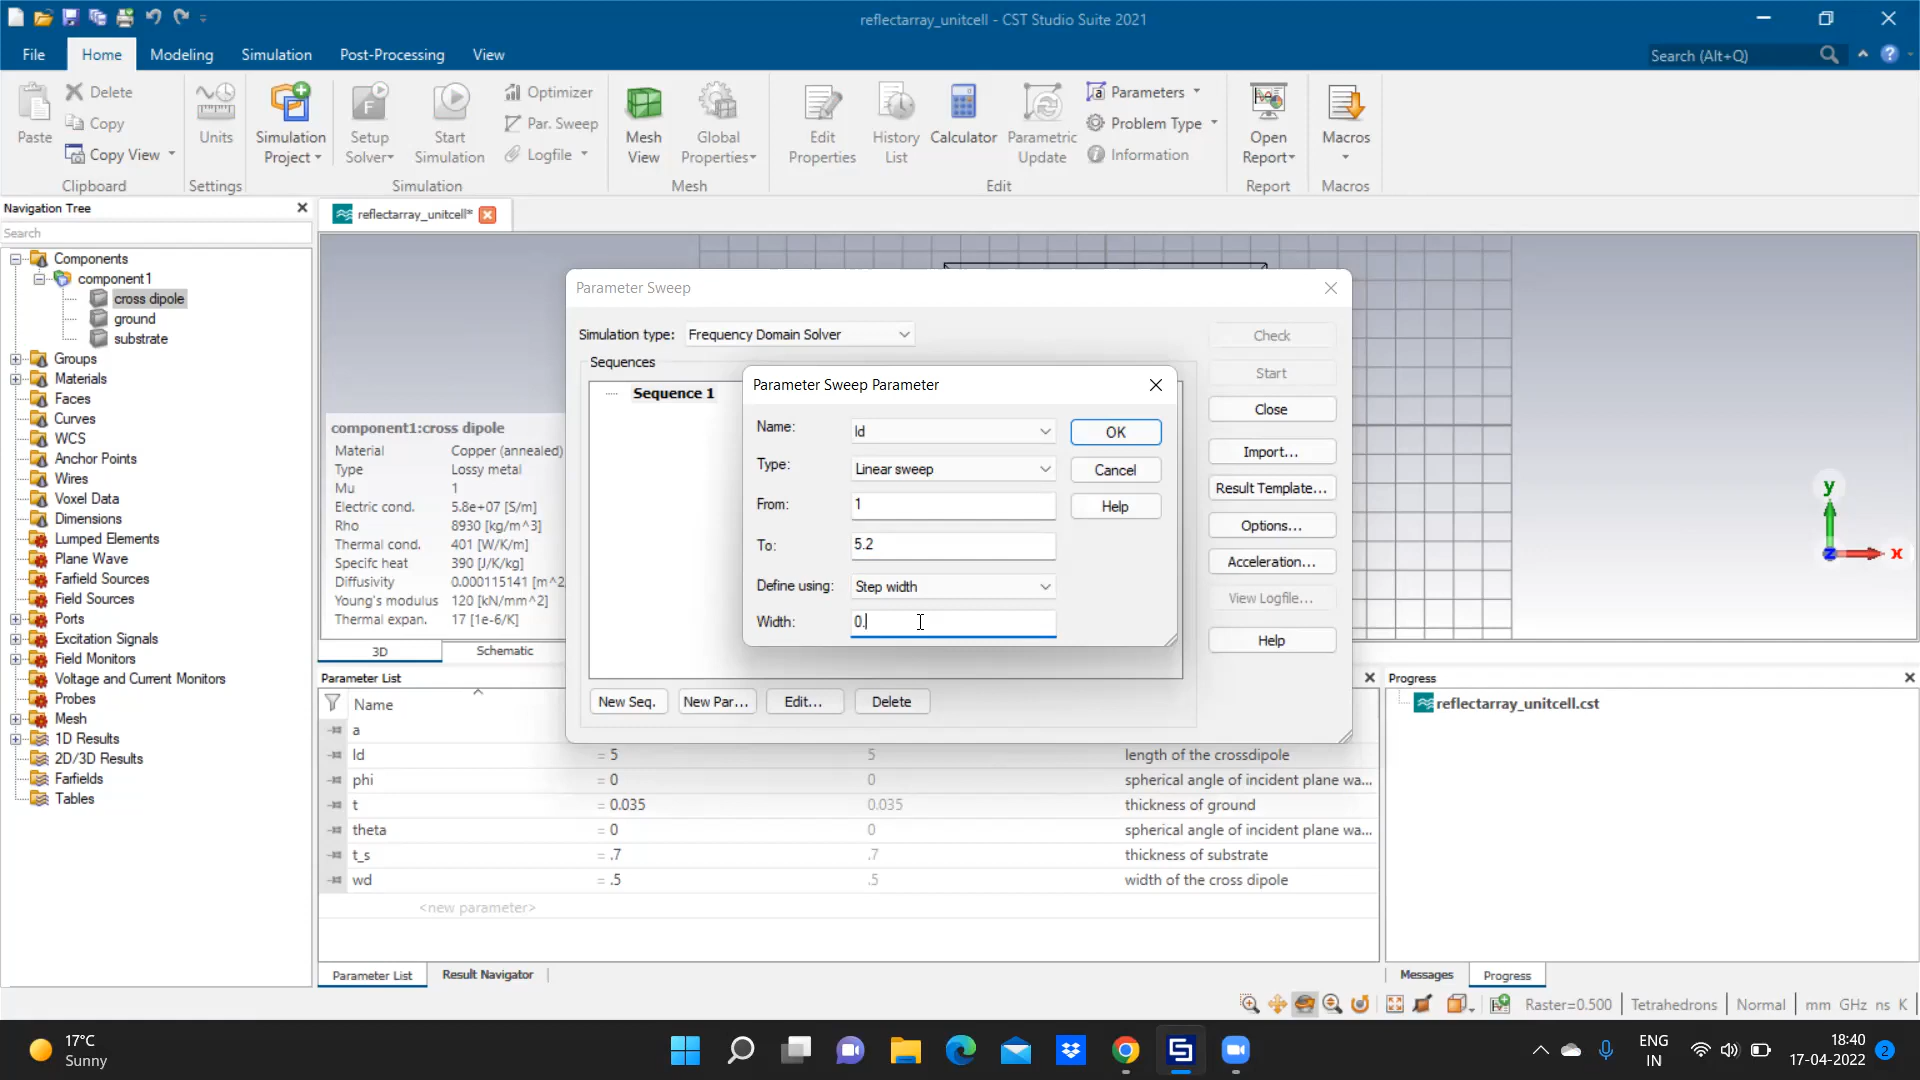 reflectarray_unitcell - CST Studio Suite 2021
File Home Modeling Simulation Post-Processing View
Search (Alt+Q)
Paste
Delete
Copy
Copy View
Clipboard
Units
Settings
Simulation Project
Setup Solver
Start Simulation
Optimizer
Par. Sweep
Logfile
Simulation
Mesh View
Global Properties
Mesh
Edit Properties
History List
Calculator
Parametric Update
Parameters
Problem Type
Information
Edit
Open Report
Report
Macros
Macros
Navigation Tree
Search
Components
component1
cross dipole
ground
substrate
Groups
Materials
Faces
Curves
WCS
Anchor Points
Wires
Voxel Data
Dimensions
Lumped Elements
Plane Wave
Farfield Sources
Field Sources
Ports
Excitation Signals
Field Monitors
Voltage and Current Monitors
Probes
Mesh
1D Results
2D/3D Results
Farfields
Tables
reflectarray_unitcell*
component1:cross dipole
Material Copper (annealed)
Type Lossy metal
Mu 1
Electric cond. 5.8e+07 [S/m]
Rho 8930 [kg/m^3]
Thermal cond. 401 [W/K/m]
Specifc heat 390 [J/K/kg]
Diffusivity 0.000115141 [m^2
Young's modulus 120 [kN/mm^2]
Thermal expan. 17 [1e-6/K]
3D Schematic
Parameter Sweep
Simulation type: Frequency Domain Solver
Sequences
Sequence 1
Check
Start
Close
Import...
Result Template...
Options...
Acceleration...
View Logfile...
Help
New Seq. New Par... Edit... Delete
Parameter Sweep Parameter
Name: ld
Type: Linear sweep
From: 1
To: 5.2
Define using: Step width
Width: 0.
OK
Cancel
Help
y
z x
Parameter List
Name
a
ld = 5 5 length of the crossdipole
phi = 0 0 spherical angle of incident plane wa...
t = 0.035 0.035 thickness of ground
theta = 0 0 spherical angle of incident plane wa...
t_s = .7 .7 thickness of substrate
wd = .5 .5 width of the cross dipole
<new parameter>
Parameter List Result Navigator
Progress
reflectarray_unitcell.cst
Messages Progress
Raster=0.500 Tetrahedrons Normal mm GHz ns K
17°C
Sunny
ENG
IN
18:40
17-04-2022
2